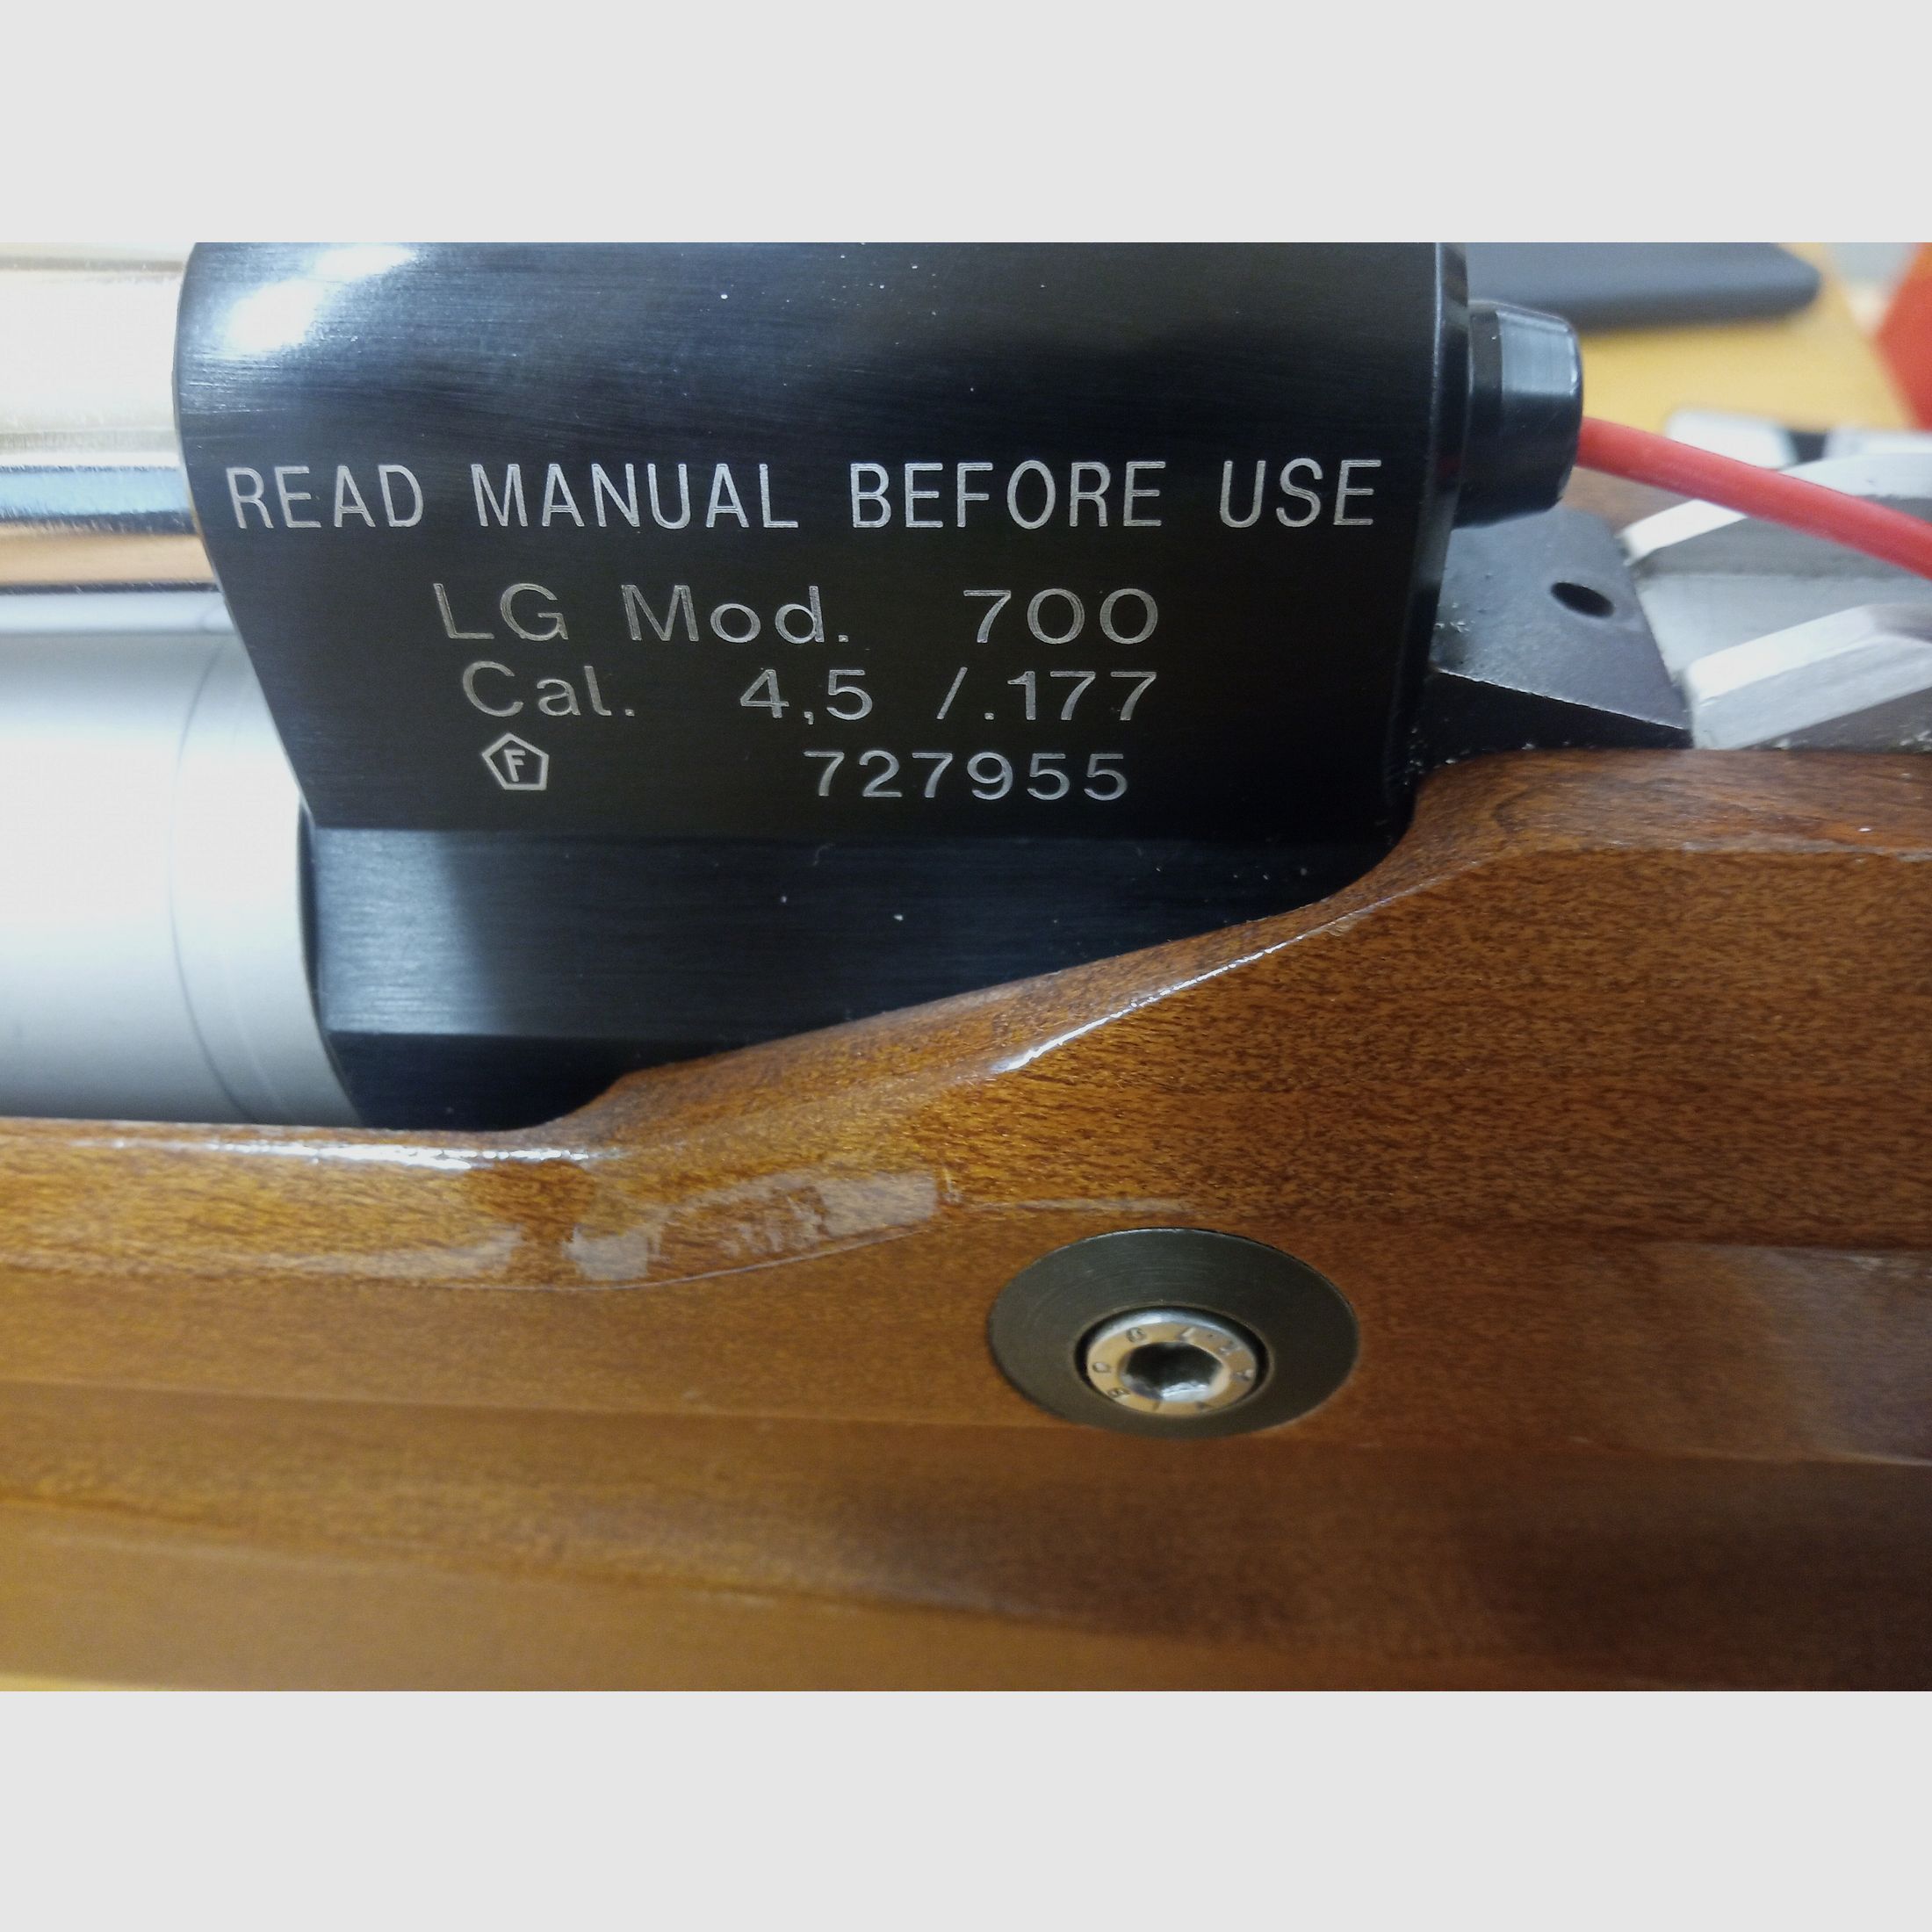 READ MANUAL BEFORE USE
LG Mod. 700
Cal. 4,5 /.177
F 727955